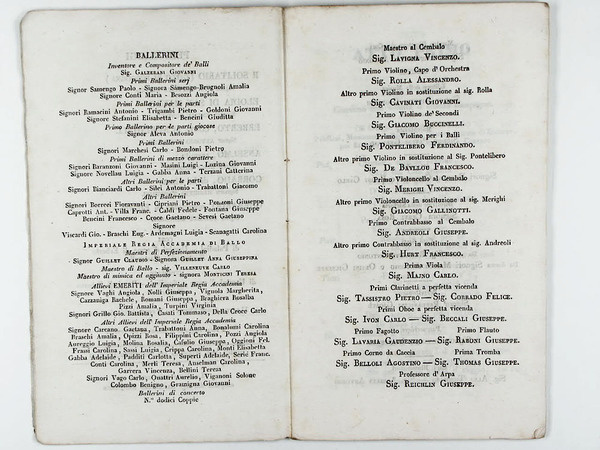 BALLERINI
Inventore e Compositore de' Balli
Sig. Galzerani Giovanni
Primi Ballerini serj
Signor Samengo Paolo - Signora Samengo-Brugnoli Amalia
Signore Conti Maria - Besozzi Angiola
Primi Ballerini per le parti
Signori Ramacini Antonio - Trigambi Pietro - Goldoni Giovanni
Signore Stefanini Elisabetta - Bencini Giuditta
Primo Ballerino per le parti giocose
Signor Aleva Antonio
Primi Ballerini
Signori Marchesi Carlo - Bondoni Pietro
Primi Ballerini di mezzo carattere
Signori Baranzoni Giovanni - Masini Luigi - Luzina Giovanni
Signore Novellau Luigia - Gabba Anna - Terzani Catterina
Altri Ballerini per le parti
Signori Bianciardi Carlo - Silei Antonio - Trabattoni Giacomo
Altri Ballerini
Signori Borresi Fioravanti - Cipriani Pietro - Ponzoni Giuseppe
Caprotti Ant. - Villa Franc. - Caldi Fedele - Fontana Giuseppe
Bencini Francesco - Croce Gaetano - Sevesi Gaetano
Signore
Viscardi Gio. - Braschi Eug. - Ardemagni Luigia - Scanagatti Carolina
Imperiale Regia Accademia di Ballo
Maestri di Perfezionamento
Signor Guillet Claudio - Signora Guillet Anna Giuseppina
Maestro di Ballo - sig. Villeneuve Carlo
Maestro di mimica ed aggiunto - signora Monticini Teresa
Allievi EMERITI dell' Imperiale Regia Accademia
Signore Vaghi Angiola, Nolli Giuseppa, Vignola Margherita,
Cazzaniga Rachele, Romani Giuseppa, Braghiera Rosalba
Pizzi Amalia, Turpini Virginia
Signori Grillo Gio. Battista, Casati Tommaso, Della Croce Carlo
Altri Allievi dell' Imperiale Regia Accademia
Signore Carcano Gaetana, Trabattoni Anna, Bonalumi Carolina
Braschi Amalia, Opizzi Rosa, Filippini Carolina, Pozzi Angiola
Aureggio Luigia, Molina Rosalia, Cafulio Giuseppa, Oggioni Fel.
Frassi Carolina, Sassi Luigia, Crippa Carolina, Monti Elisabetta
Gabba Adelaide, Padditi Carlotta, Superti Adelaide, Serié Franc.
Conti Carolina, Merli Teresa, Anselman Carolina,
Garrera Vincenza, Bellini Teresa
Signori Vago Carlo, Quattri Aurelio, Viganoni Solone
Colombo Benigno, Grassigna Giovanni
Ballerini di concerto
N.° dodici Coppie
Maestro al Cembalo
Sig. Lavigna Vincenzo.
Primo Violino, Capo d'Orchestra
Sig. Rolla Alessandro.
Altro primo Violino in sostituzione al sig. Rolla
Sig. Cavinati Giovanni.
Primo Violino de' Secondi
Sig. Giacomo Buccinelli.
Primo Violino per i Balli
Sig. Pontelibero Ferdinando.
Altro primo Violino in sostituzione al Sig. Pontelibero
Sig. De Bayllou Francesco.
Primo Violoncello al Cembalo
Sig. Merighi Vincenzo.
Altro primo Violoncello in sostituzione al sig. Merighi
Sig. Giacomo Gallinotti.
Primo Contrabbasso al Cembalo
Sig. Andreoli Giuseppe.
Altro primo Contrabbasso in sostituzione al sig. Andreoli
Sig. Hurt Francesco.
Prima Viola
Sig. Maino Carlo.
Primi Clarinetti a perfetta vicenda
Sig. Tassistro Pietro — Sig. Corrado Felice.
Primi Oboe a perfetta vicenda
Sig. Ivon Carlo — Sig. Beccali Giuseppe.
Primo Fagotto Primo Flauto
Sig. Lavaria Gaudenzio — Sig. Raboni Giuseppe.
Primo Corno da Caccia Prima Tromba
Sig. Belloli Agostino — Sig. Thomas Giuseppe.
Professore d' Arpa
Sig. Reichlin Giuseppe.